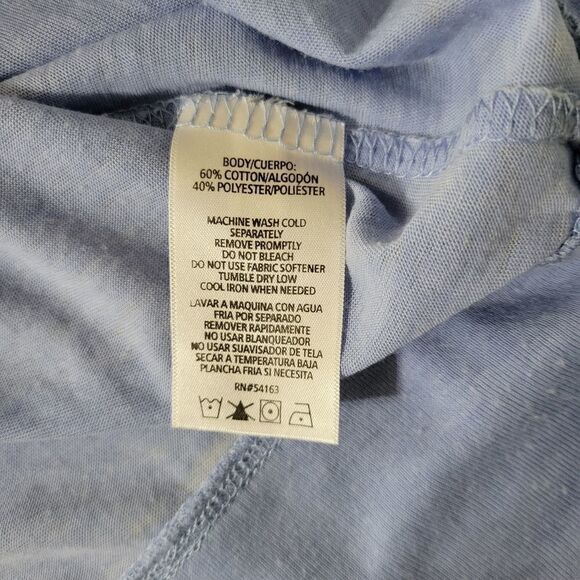 BODY/CUERPO:
60% COTTON/ALGODÓN
40% POLYESTER/POLIÉSTER
MACHINE WASH COLD
SEPARATELY
REMOVE PROMPTLY
DO NOT BLEACH
DO NOT USE FABRIC SOFTENER
TUMBLE DRY LOW
COOL IRON WHEN NEEDED
LAVAR A MAQUINA CON AGUA
FRIA POR SEPARADO
REMOVER RAPIDAMENTE
NO USAR BLANQUEADOR
NO USAR SUAVISADOR DE TELA
SECAR A TEMPERATURA BAJA
PLANCHA FRIA SI NECESITA
RN#54163